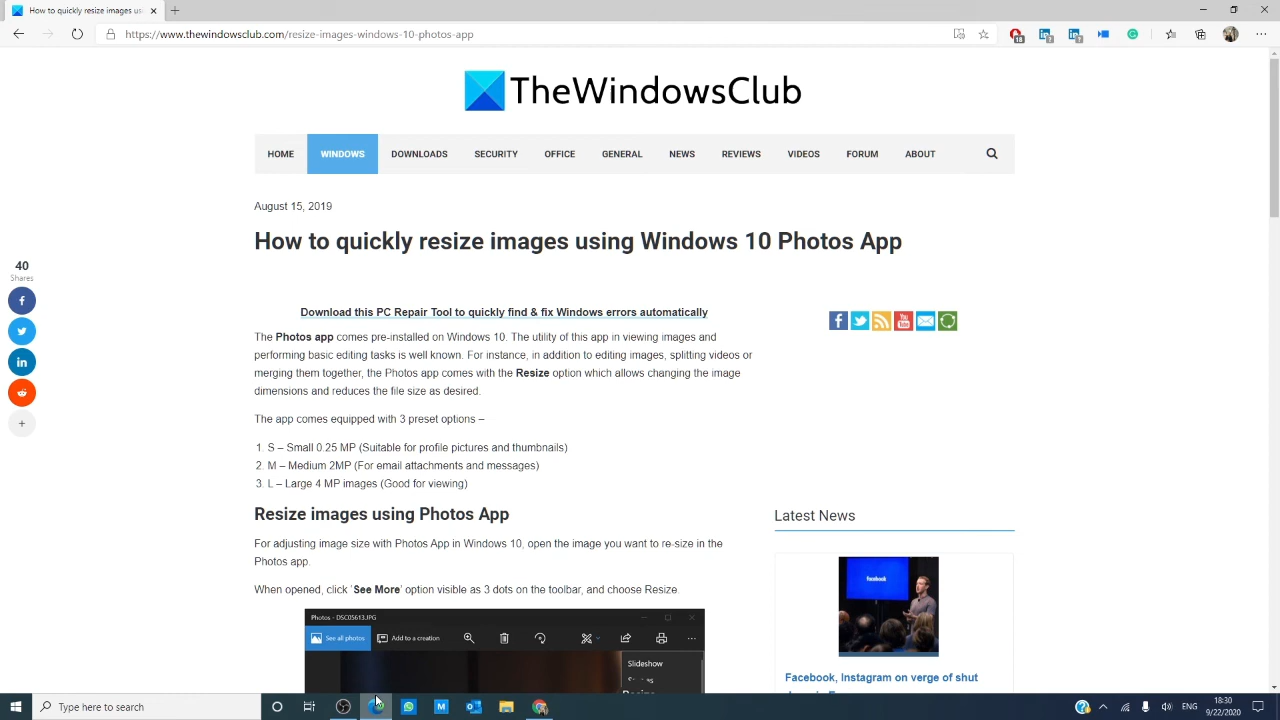 How to quickly resize images us
https://www.thewindowsclub.com/resize-images-windows-10-photos-app
TheWindowsClub
HOME WINDOWS DOWNLOADS SECURITY OFFICE GENERAL NEWS REVIEWS VIDEOS FORUM ABOUT
August 15, 2019
How to quickly resize images using Windows 10 Photos App
40
Shares
Download this PC Repair Tool to quickly find & fix Windows errors automatically
The Photos app comes pre-installed on Windows 10. The utility of this app in viewing images and
performing basic editing tasks is well known. For instance, in addition to editing images, splitting videos or
merging them together, the Photos app comes with the Resize option which allows changing the image
dimensions and reduces the file size as desired.
The app comes equipped with 3 preset options –
1. S – Small 0.25 MP (Suitable for profile pictures and thumbnails)
2. M – Medium 2MP (For email attachments and messages)
3. L – Large 4 MP images (Good for viewing)
Resize images using Photos App
For adjusting image size with Photos App in Windows 10, open the image you want to re-size in the
Photos app.
When opened, click 'See More' option visible as 3 dots on the toolbar, and choose Resize.
Photos - DSC05613.JPG
See all photos Add to a creation
Slideshow
Latest News
facebook
Facebook, Instagram on verge of shut
Type here to search
ENG
18:30
9/22/2020